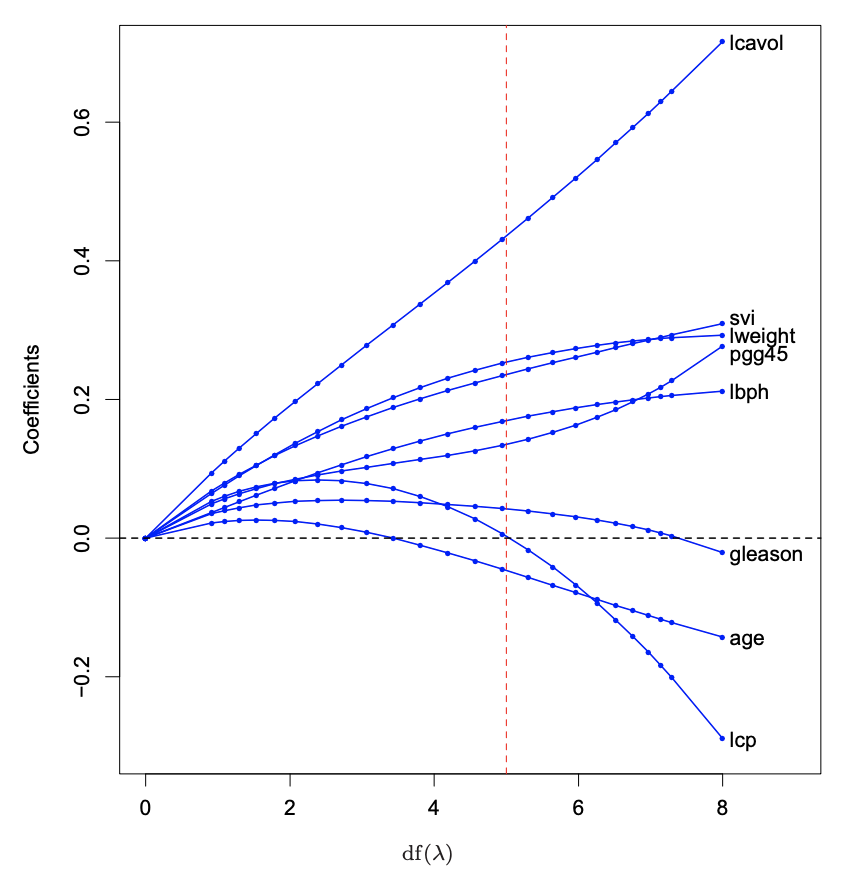 lcavol
0.6
0.4
svi
lweight
pgg45
lbph
0.2
Coefficients
0.0
gleason
age
−0.2
lcp
0 2 4 6 8
df(λ)